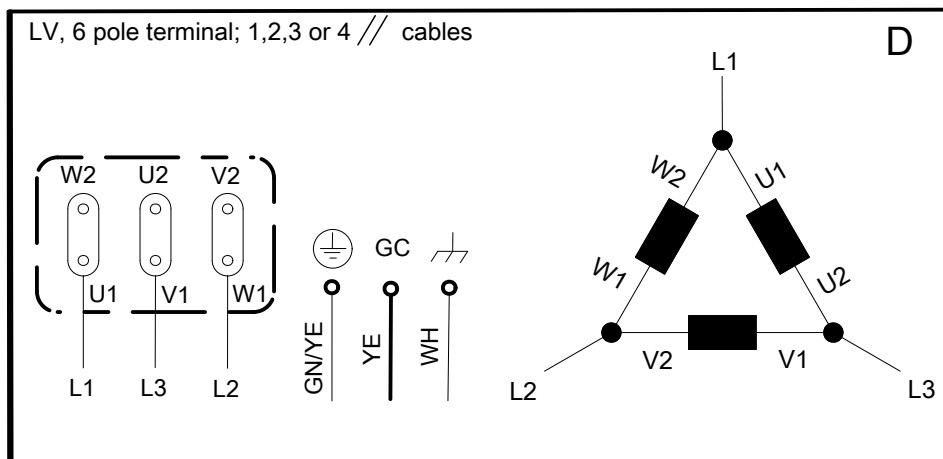 LV, 6 pole terminal; 1,2,3 or 4 // cables
D
L1
W2 U2 V2
U1 V1 W1
L1 L3 L2
GC
GN/YE
YE
WH
W2
U1
W1
U2
V2 V1
L2
L3